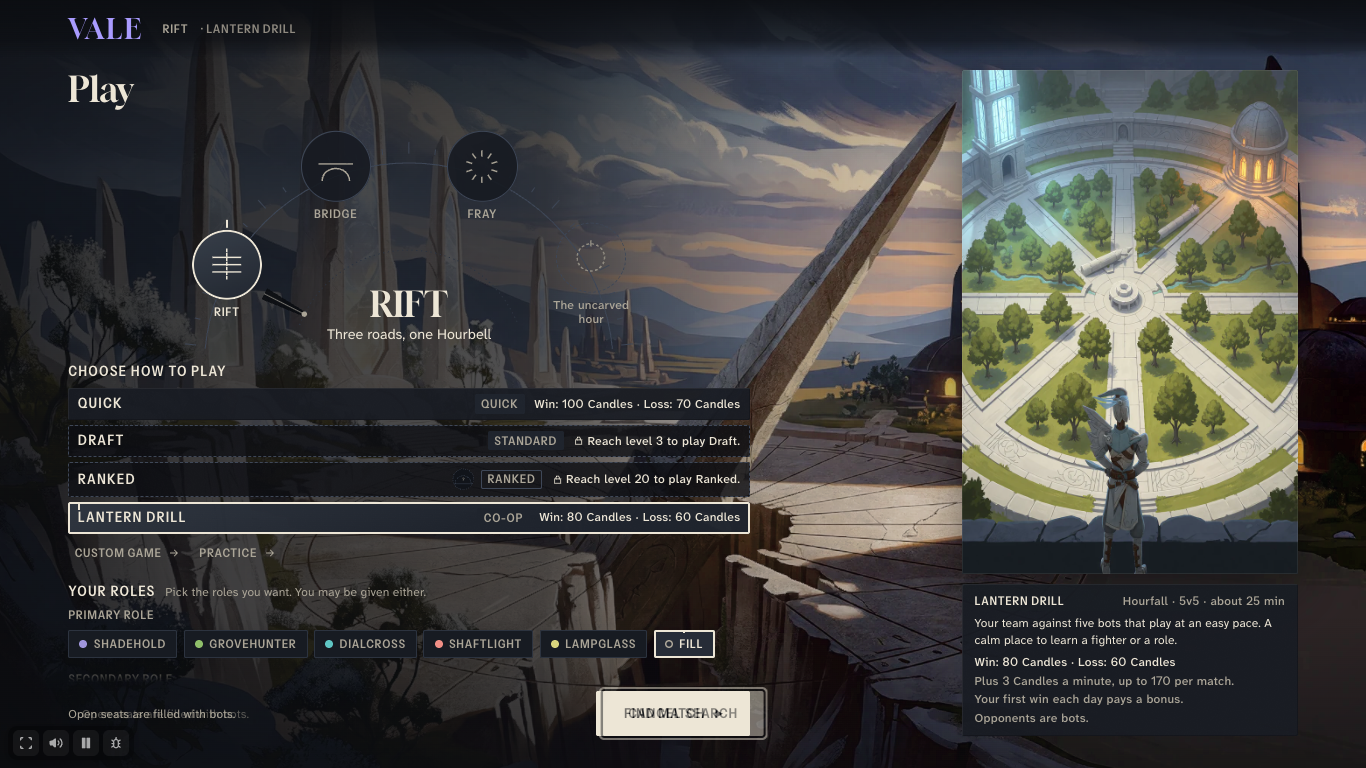 VALE RIFT · LANTERN DRILL
Play
BRIDGE
FRAY
RIFT
The uncarved
hour
RIFT
Three roads, one Hourbell
CHOOSE HOW TO PLAY
QUICK QUICK Win: 100 Candles · Loss: 70 Candles
DRAFT STANDARD Reach level 3 to play Draft.
RANKED RANKED Reach level 20 to play Ranked.
LANTERN DRILL CO-OP Win: 80 Candles · Loss: 60 Candles
CUSTOM GAME → PRACTICE →
YOUR ROLES Pick the roles you want. You may be given either.
PRIMARY ROLE
SHADEHOLD GROVEHUNTER DIALCROSS SHAFTLIGHT LAMPGLASS FILL
SECONDARY ROLE
Open seats are filled with bots.
LANTERN DRILL Hourfall · 5v5 · about 25 min
Your team against five bots that play at an easy pace. A
calm place to learn a fighter or a role.
Win: 80 Candles · Loss: 60 Candles
Plus 3 Candles a minute, up to 170 per match.
Your first win each day pays a bonus.
Opponents are bots.